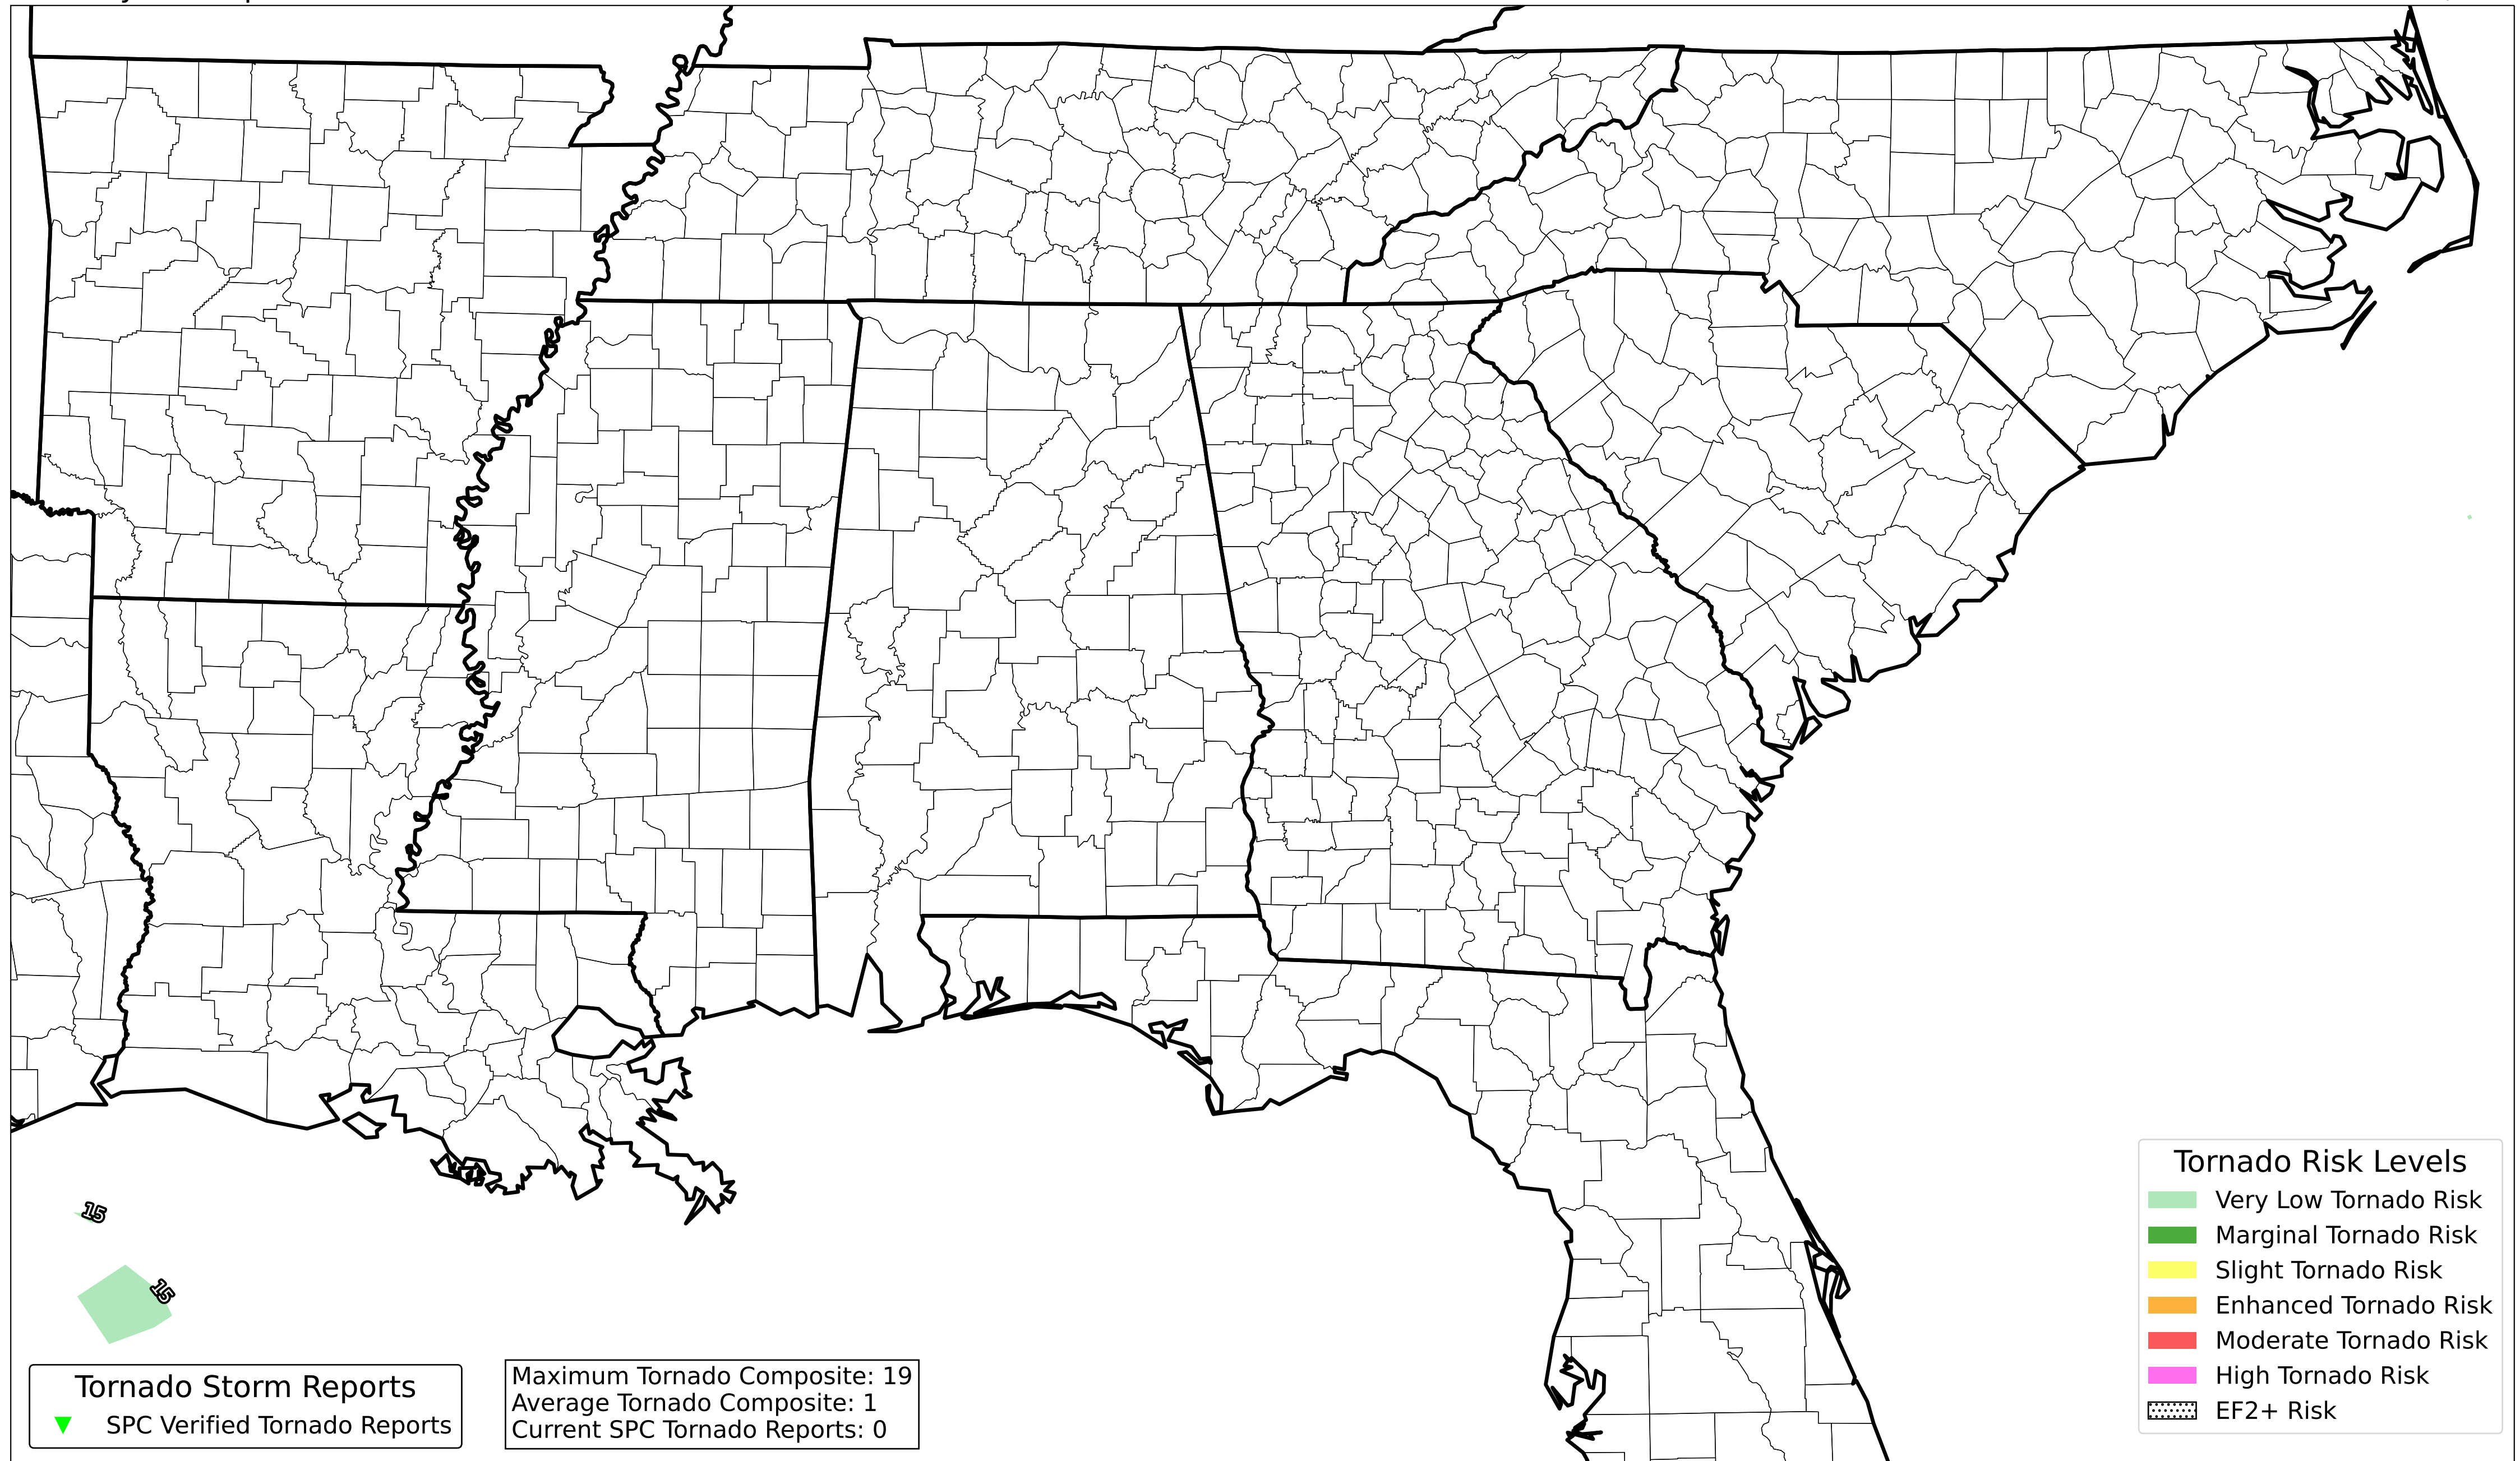 15
15
Tornado Storm Reports
SPC Verified Tornado Reports
Maximum Tornado Composite: 19
Average Tornado Composite: 1
Current SPC Tornado Reports: 0
Tornado Risk Levels
Very Low Tornado Risk
Marginal Tornado Risk
Slight Tornado Risk
Enhanced Tornado Risk
Moderate Tornado Risk
High Tornado Risk
EF2+ Risk